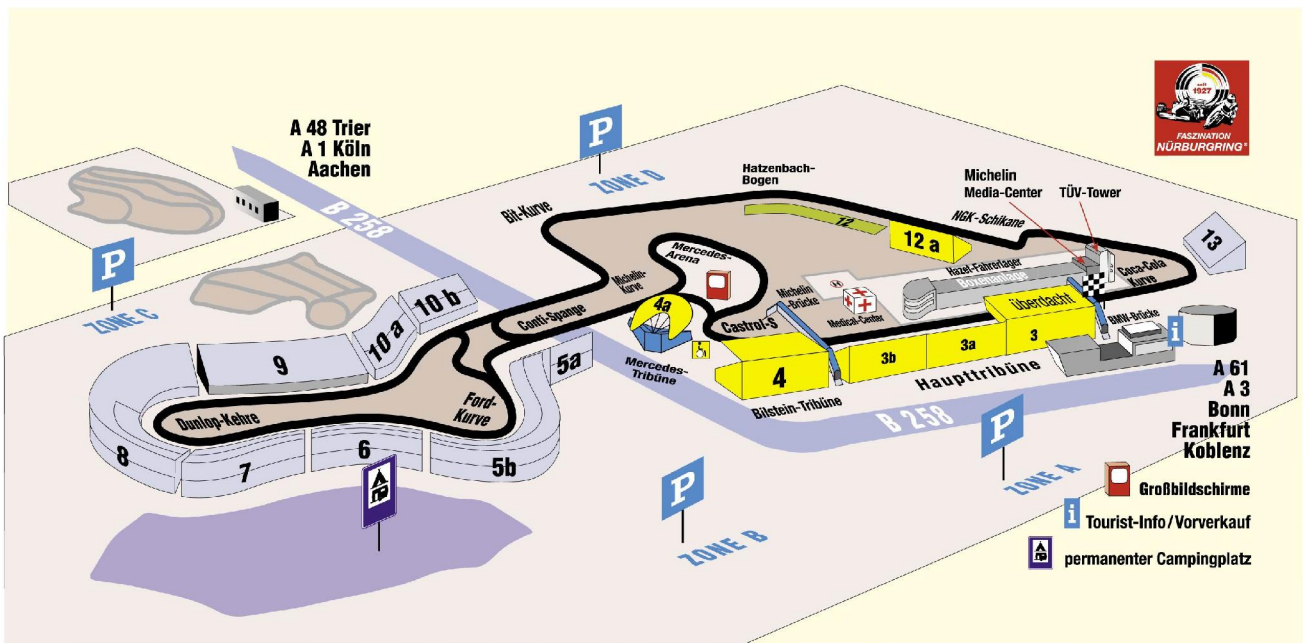 seit
1927
FASZINATION
NÜRBURGRING®
A 48 Trier
A 1 Köln
Aachen
P
ZONE D
B 258
Bit-Kurve
Hatzenbach-
Bogen
Michelin
Media-Center
TÜV-Tower
NGK-Schikane
12
12 a
13
P
ZONE C
Mercedes-
Arena
Michelin-
Kurve
Hazet-Fahrerlager
Boxenanlage
Coca-Cola
Kurve
H
Michelin
-Brücke
Medical-Center
überdacht
10 b
10 a
9
Conti-Spange
4a
Castrol-S
BMW-Brücke
i
3b
3a
3
5a
Mercedes-
Tribüne
4
Haupttribüne
Bilstein-Tribüne
A 61
A 3
Bonn
Frankfurt
Koblenz
Dunlop-Kehre
Ford-
Kurve
B 258
P
ZONE A
8
7
6
5b
P
ZONE B
Großbildschirme
i
Tourist-Info/Vorverkauf
permanenter Campingplatz